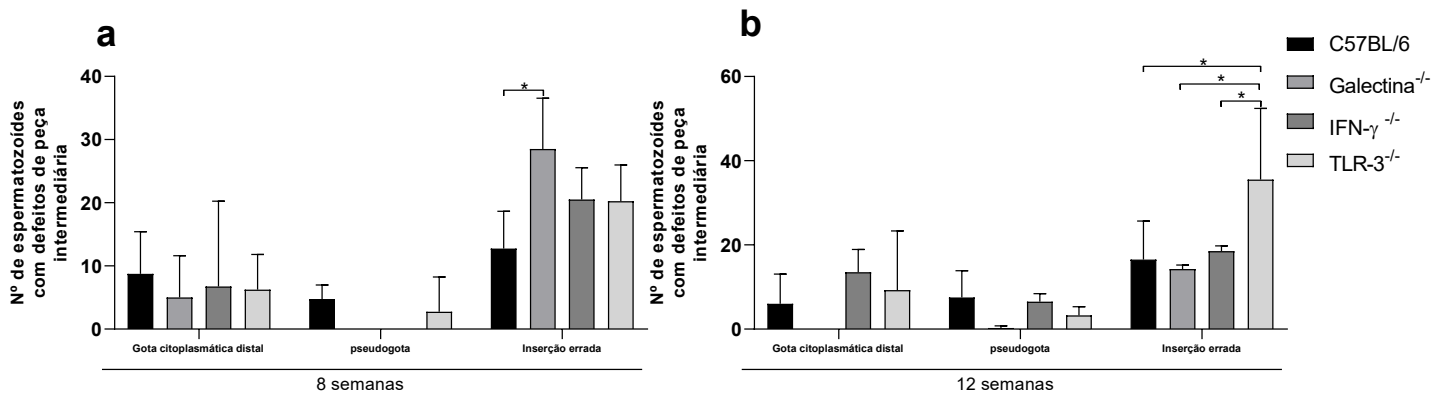 a
Nº de espermatozoídes
com defeitos de peça
intermediária
40
30
20
10
0
*
Gota citoplasmática distal
pseudogota
Inserção errada
8 semanas
b
Nº de espermatozoídes
com defeitos de peça
intermediária
60
40
20
0
*
*
*
Gota citoplasmática distal
pseudogota
Inserção errada
12 semanas
C57BL/6
Galectina-/-
IFN-γ -/-
TLR-3-/-